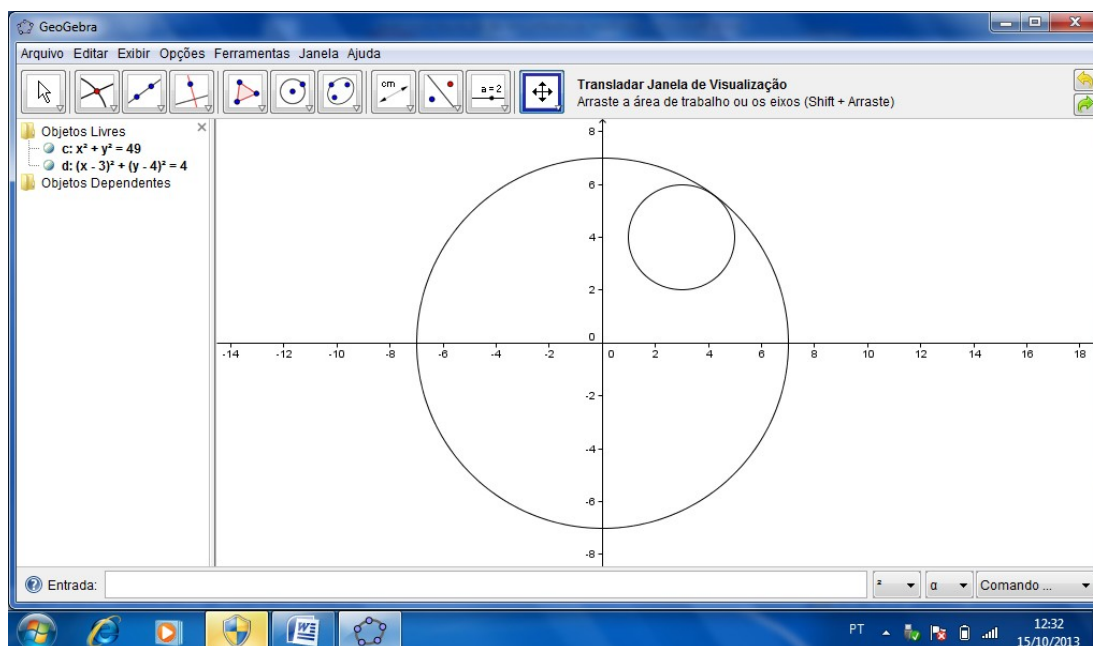 GeoGebra
Arquivo Editar Exibir Opções Ferramentas Janela Ajuda
cm
a=2
Transladar Janela de Visualização
Arraste a área de trabalho ou os eixos (Shift + Arraste)
Objetos Livres
c: x² + y² = 49
d: (x - 3)² + (y - 4)² = 4
Objetos Dependentes
8
6
4
2
0
-14 -12 -10 -8 -6 -4 -2 0 2 4 6 8 10 12 14 16 18
-2
-4
-6
-8
Entrada:
² α Comando ...
PT 12:32
15/10/2013